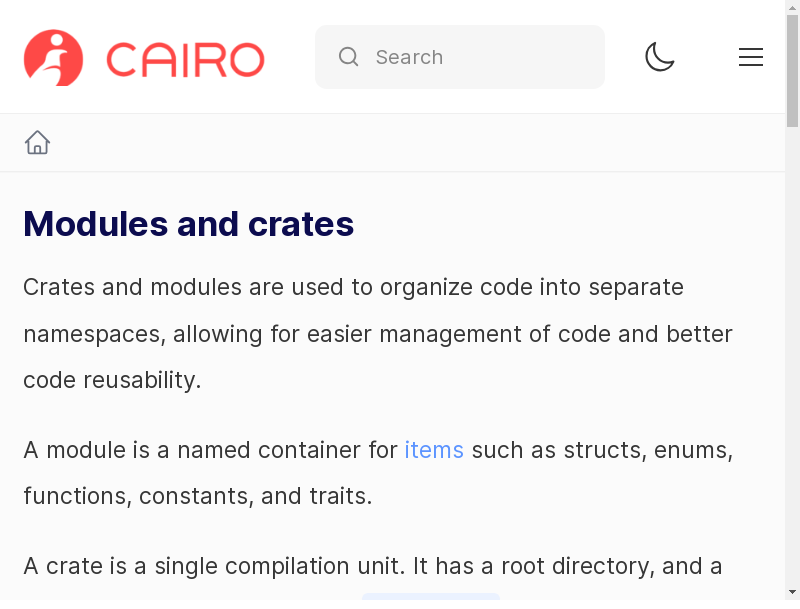 CAIRO
Search
Modules and crates
Crates and modules are used to organize code into separate
namespaces, allowing for easier management of code and better
code reusability.
A module is a named container for items such as structs, enums,
functions, constants, and traits.
A crate is a single compilation unit. It has a root directory, and a